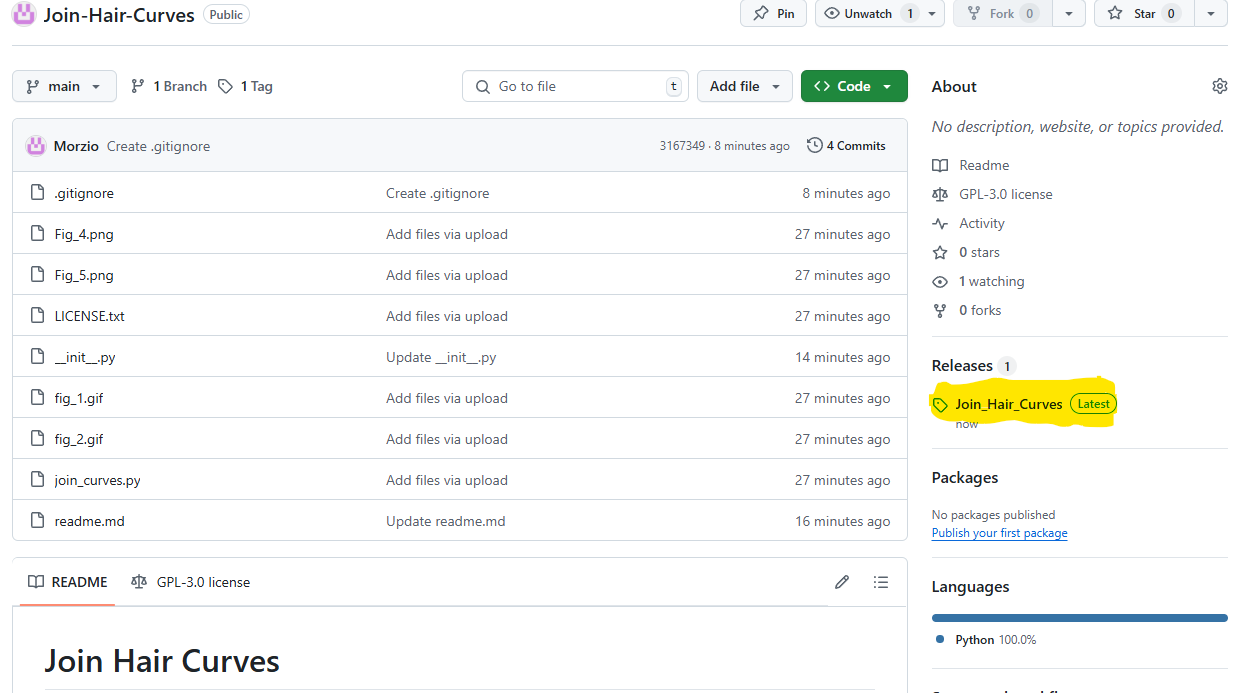 Join-Hair-Curves Public Pin Unwatch 1 Fork 0 Star 0
main 1 Branch 1 Tag Go to file t Add file Code
Morzio Create .gitignore 3167349 · 8 minutes ago 4 Commits
.gitignore Create .gitignore 8 minutes ago
Fig_4.png Add files via upload 27 minutes ago
Fig_5.png Add files via upload 27 minutes ago
LICENSE.txt Add files via upload 27 minutes ago
__init__.py Update __init__.py 14 minutes ago
fig_1.gif Add files via upload 27 minutes ago
fig_2.gif Add files via upload 27 minutes ago
join_curves.py Add files via upload 27 minutes ago
readme.md Update readme.md 16 minutes ago
README GPL-3.0 license
Join Hair Curves
About
No description, website, or topics provided.
Readme
GPL-3.0 license
Activity
0 stars
1 watching
0 forks
Releases 1
Join_Hair_Curves Latest
now
Packages
No packages published
Publish your first package
Languages
Python 100.0%